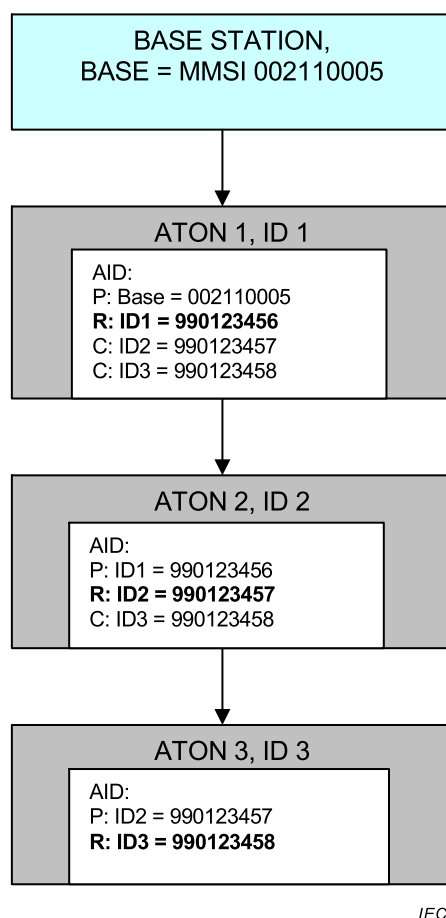 BASE STATION,
BASE = MMSI 002110005
ATON 1, ID 1
AID:
P: Base = 002110005
R: ID1 = 990123456
C: ID2 = 990123457
C: ID3 = 990123458
ATON 2, ID 2
AID:
P: ID1 = 990123456
R: ID2 = 990123457
C: ID3 = 990123458
ATON 3, ID 3
AID:
P: ID2 = 990123457
R: ID3 = 990123458
IEC